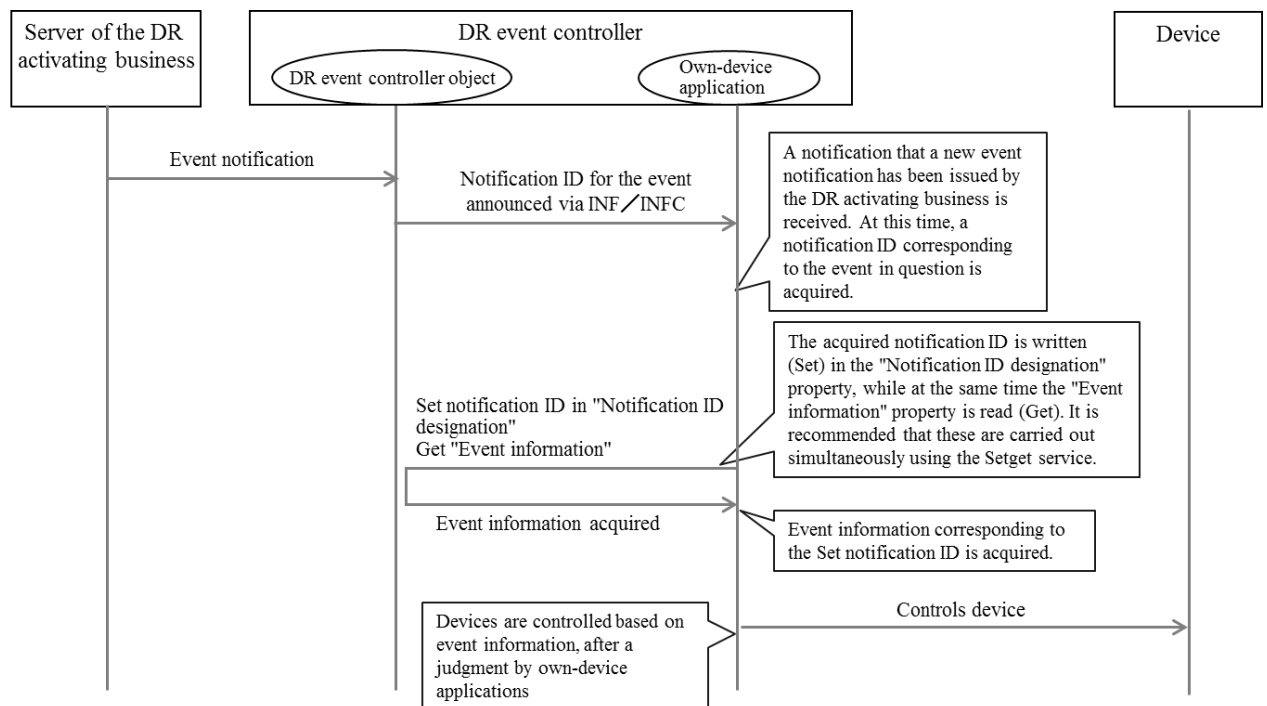 Server of the DR
activating business
DR event controller
DR event controller object
Own-device
application
Device
Event notification
Notification ID for the event
announced via INF／INFC
A notification that a new event
notification has been issued by
the DR activating business is
received. At this time, a
notification ID corresponding
to the event in question is
acquired.
The acquired notification ID is written
(Set) in the "Notification ID designation"
property, while at the same time the "Event
information" property is read (Get). It is
recommended that these are carried out
simultaneously using the Setget service.
Set notification ID in "Notification ID
designation"
Get "Event information"
Event information acquired
Event information corresponding to
the Set notification ID is acquired.
Controls device
Devices are controlled based on
event information, after a
judgment by own-device
applications